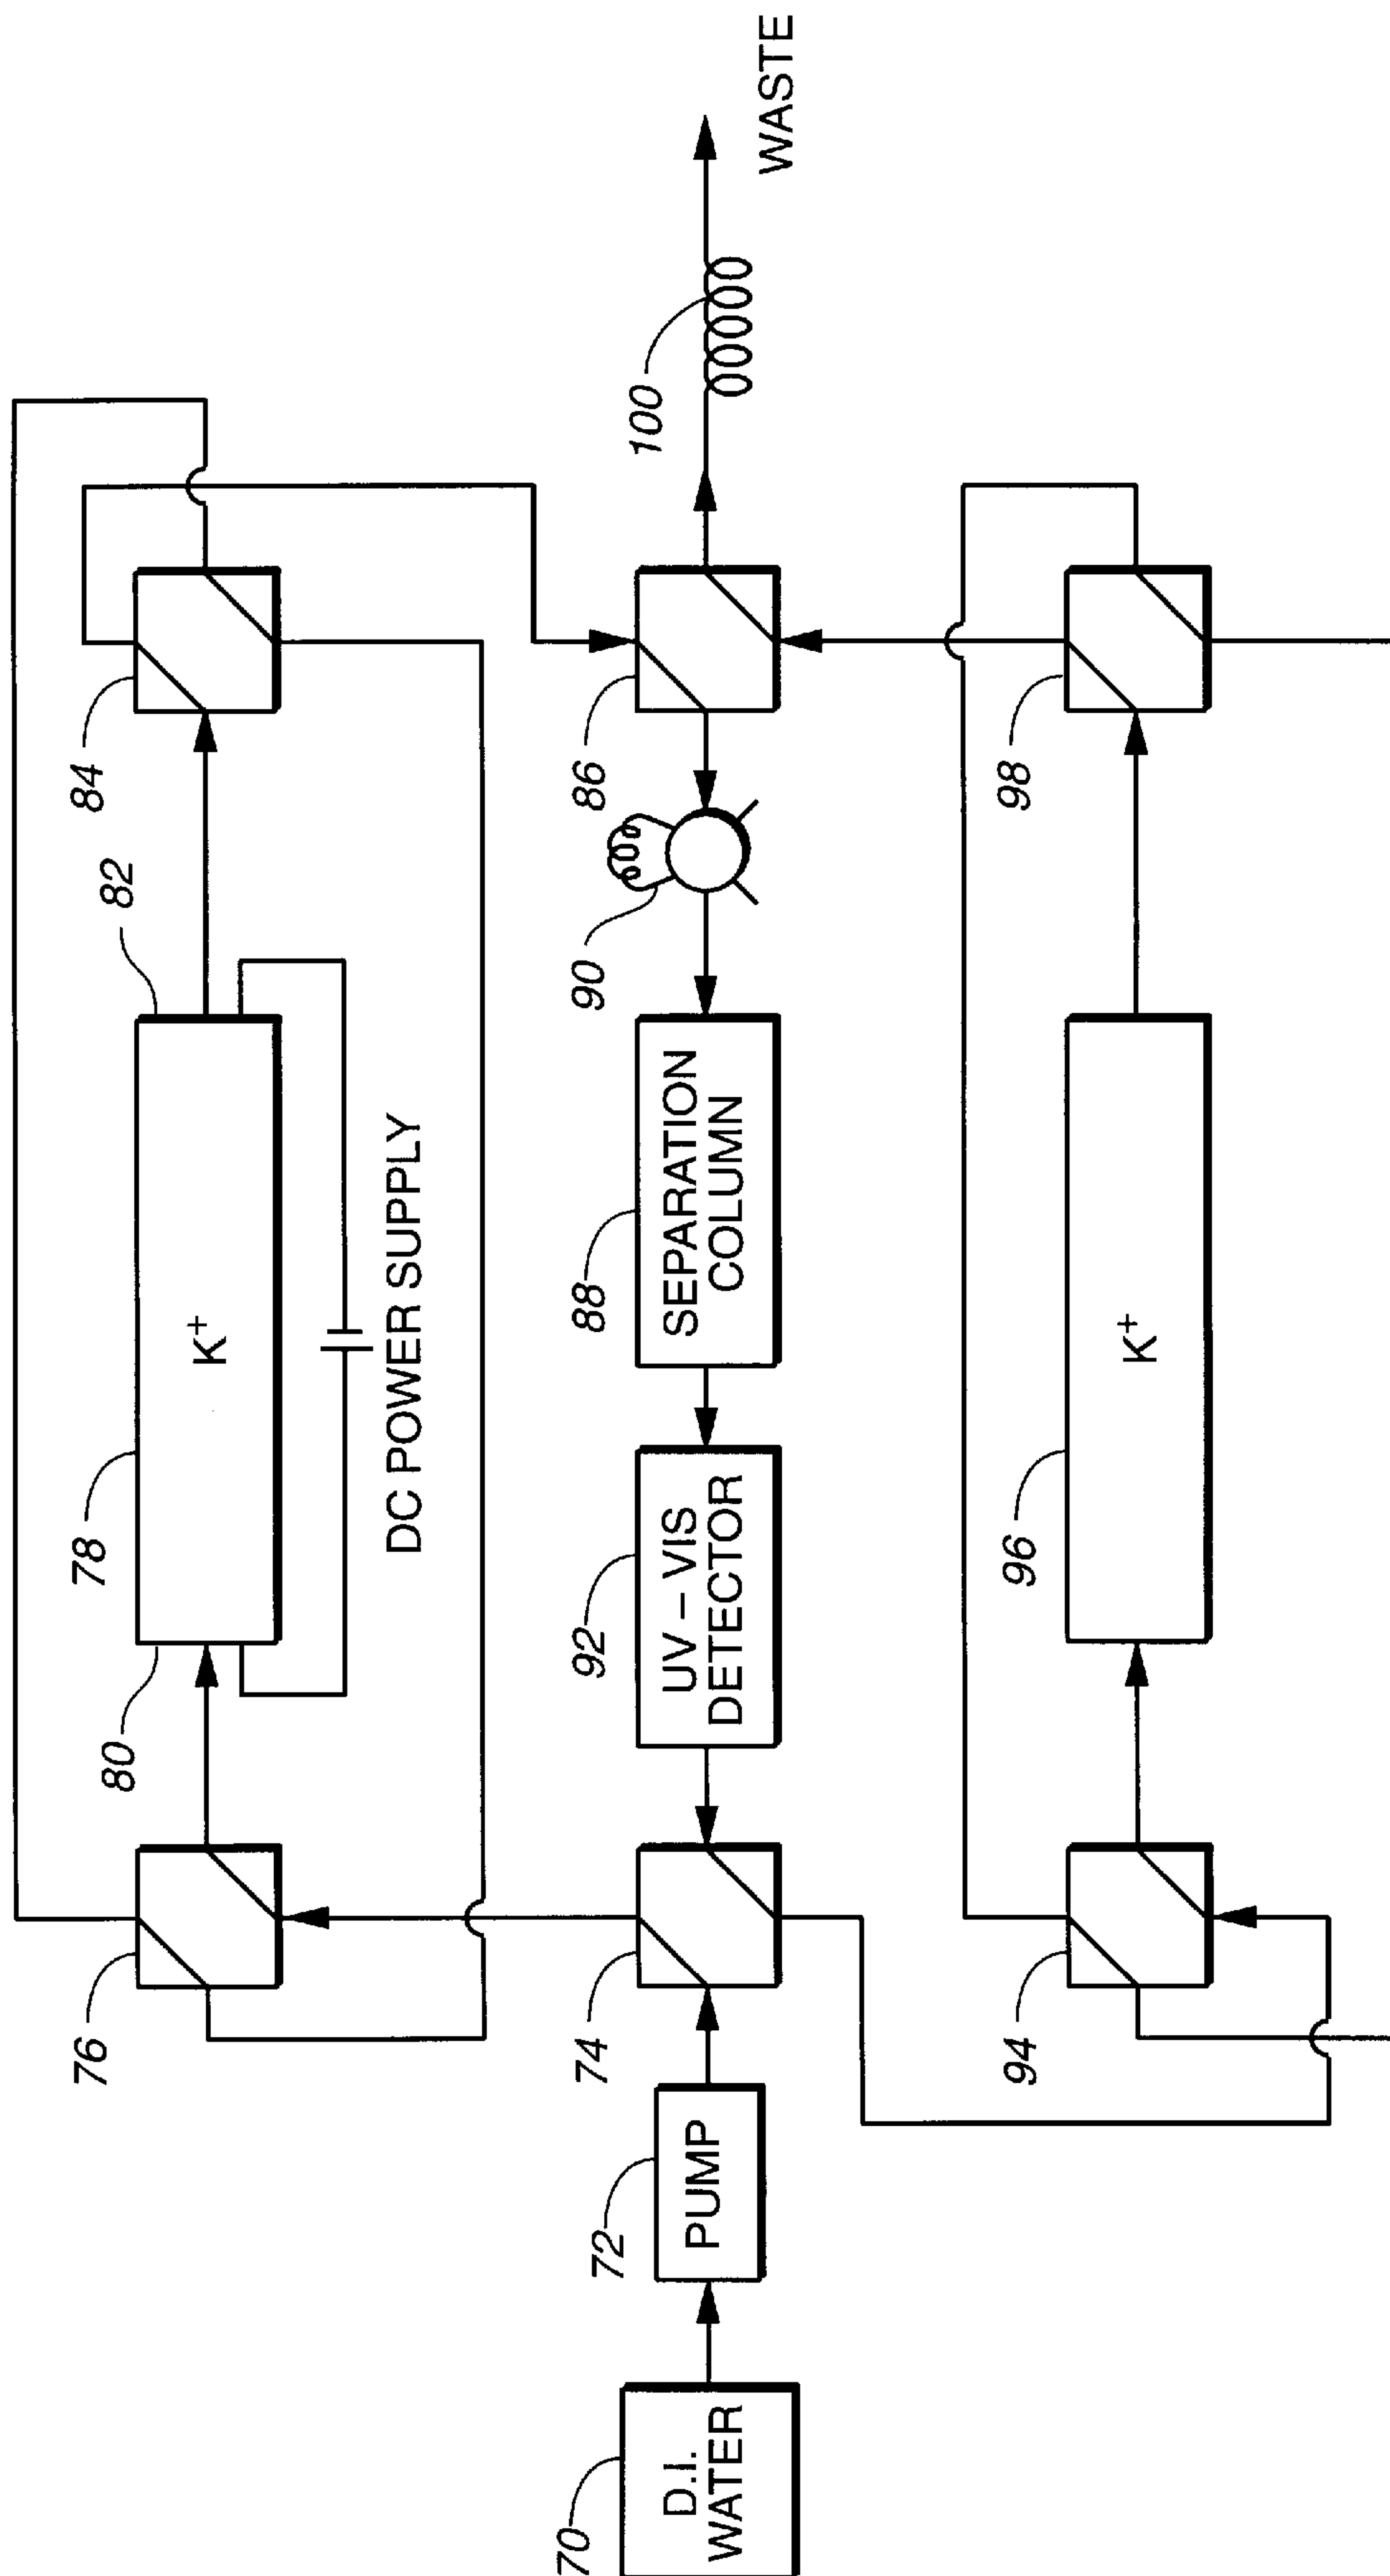 76
80
78
K⁺
82
84
DC POWER SUPPLY
70
D.I.
WATER
72
PUMP
74
92
UV – VIS
DETECTOR
88
SEPARATION
COLUMN
90
86
100
WASTE
94
96
K⁺
98